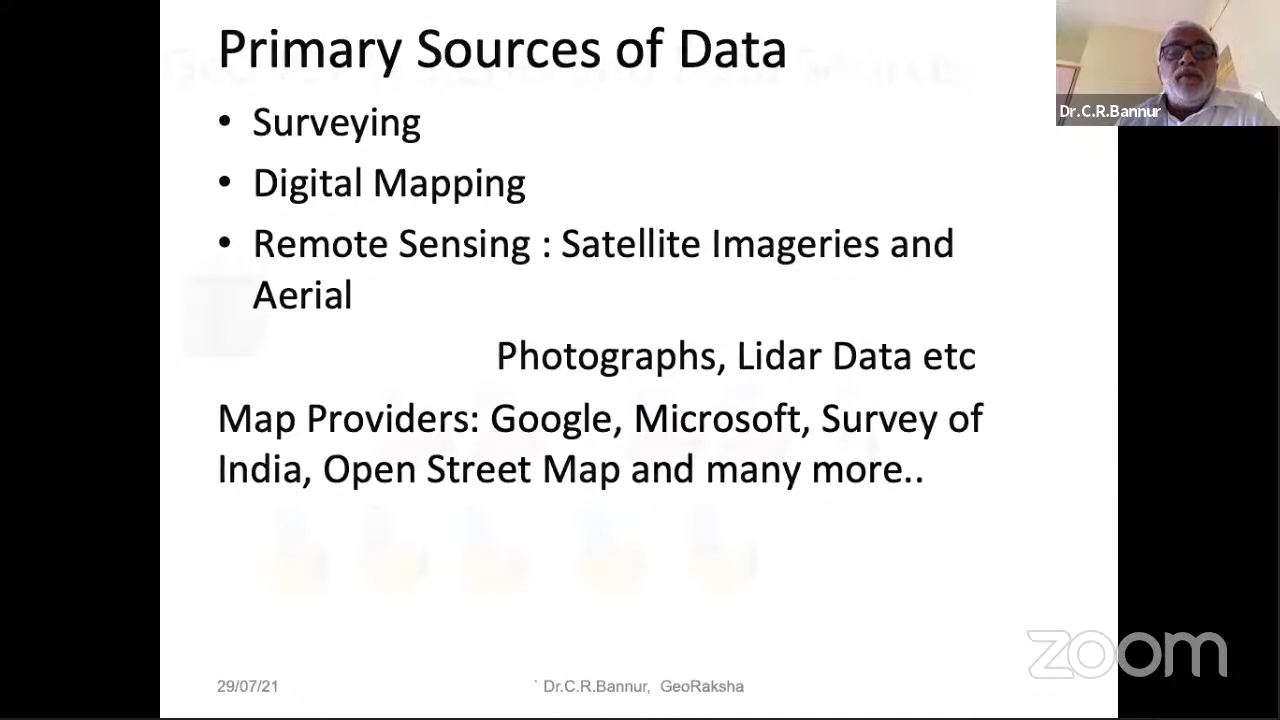 Primary Sources of Data
• Surveying
• Digital Mapping
• Remote Sensing : Satellite Imageries and
Aerial
Photographs, Lidar Data etc
Map Providers: Google, Microsoft, Survey of
India, Open Street Map and many more..
Dr.C.R.Bannur
zoom
29/07/21
` Dr.C.R.Bannur, GeoRaksha